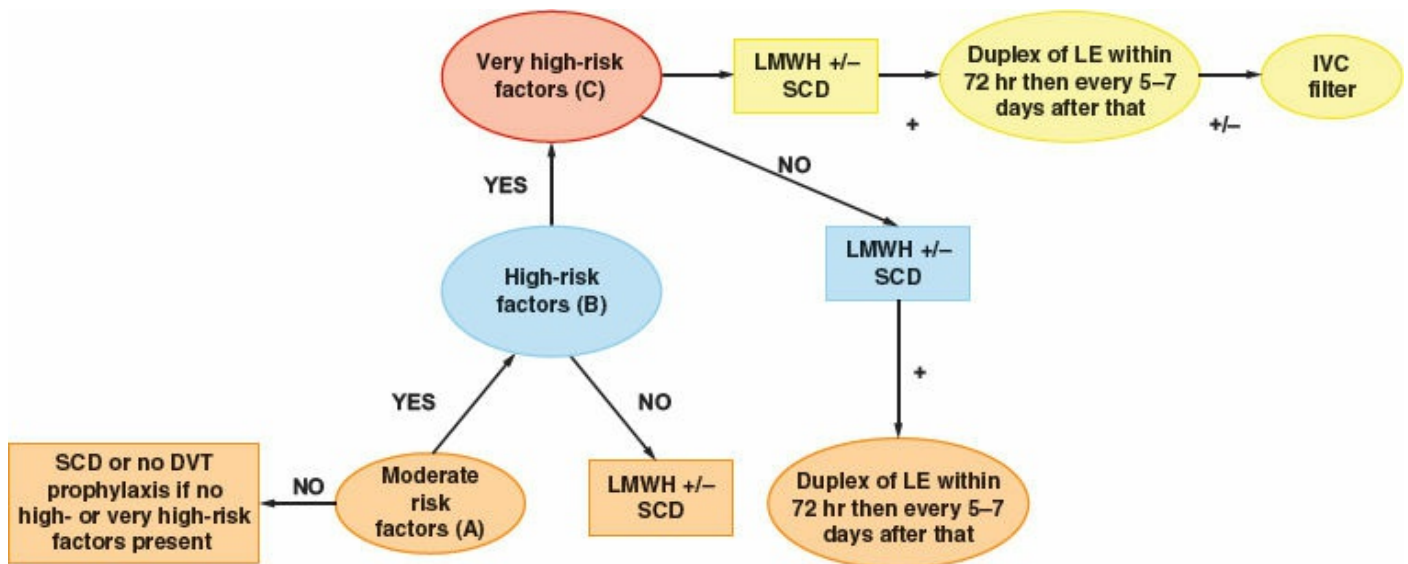 Very high-risk
factors (C)
LMWH +/–
SCD
+
Duplex of LE within
72 hr then every 5–7
days after that
+/–
IVC
filter
YES
NO
High-risk
factors (B)
LMWH +/–
SCD
+
YES
NO
SCD or no DVT
prophylaxis if no
high- or very high-risk
factors present
NO
Moderate
risk
factors (A)
LMWH +/–
SCD
Duplex of LE within
72 hr then every 5–7
days after that